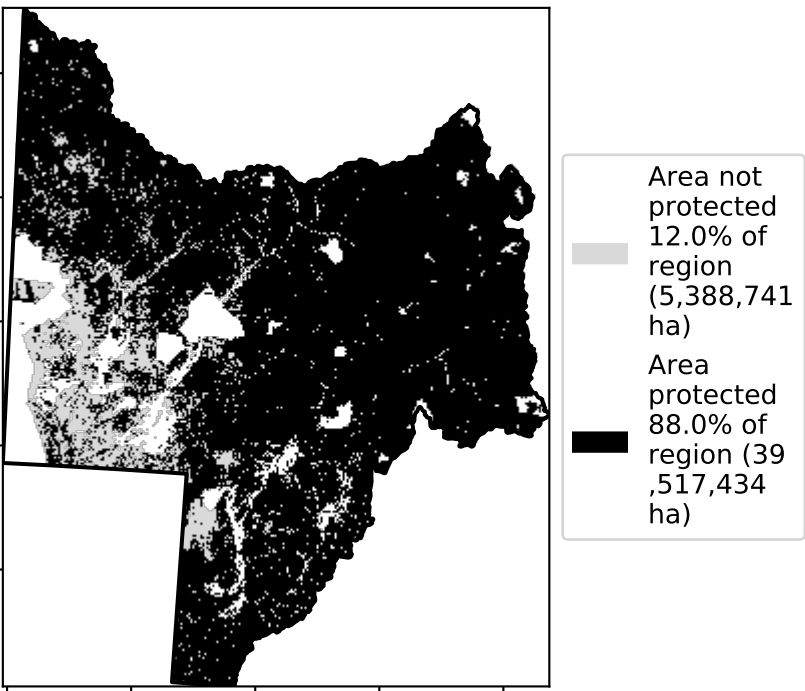 Area not
protected
12.0% of
region
(5,388,741
ha)
Area
protected
88.0% of
region (39
,517,434
ha)